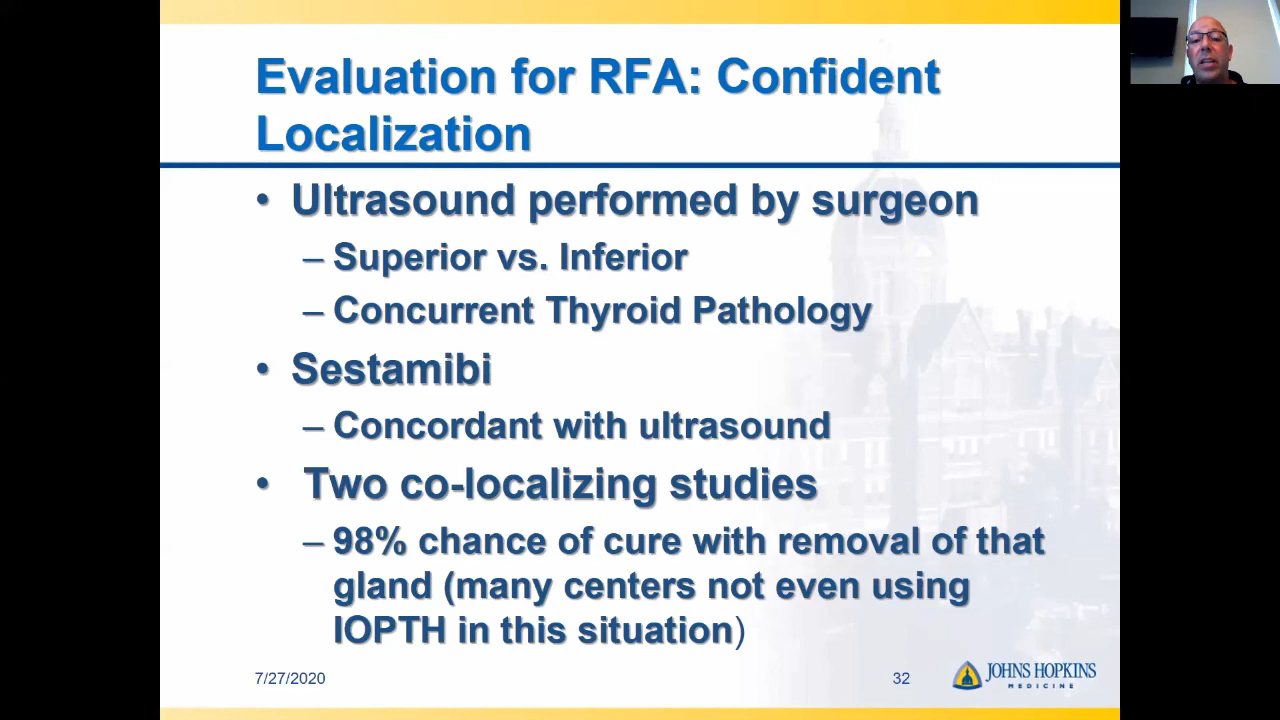 Evaluation for RFA: Confident
Localization
• Ultrasound performed by surgeon
– Superior vs. Inferior
– Concurrent Thyroid Pathology
• Sestamibi
– Concordant with ultrasound
• Two co-localizing studies
– 98% chance of cure with removal of that
gland (many centers not even using
IOPTH in this situation)
7/27/2020
32
JOHNS HOPKINS
MEDICINE